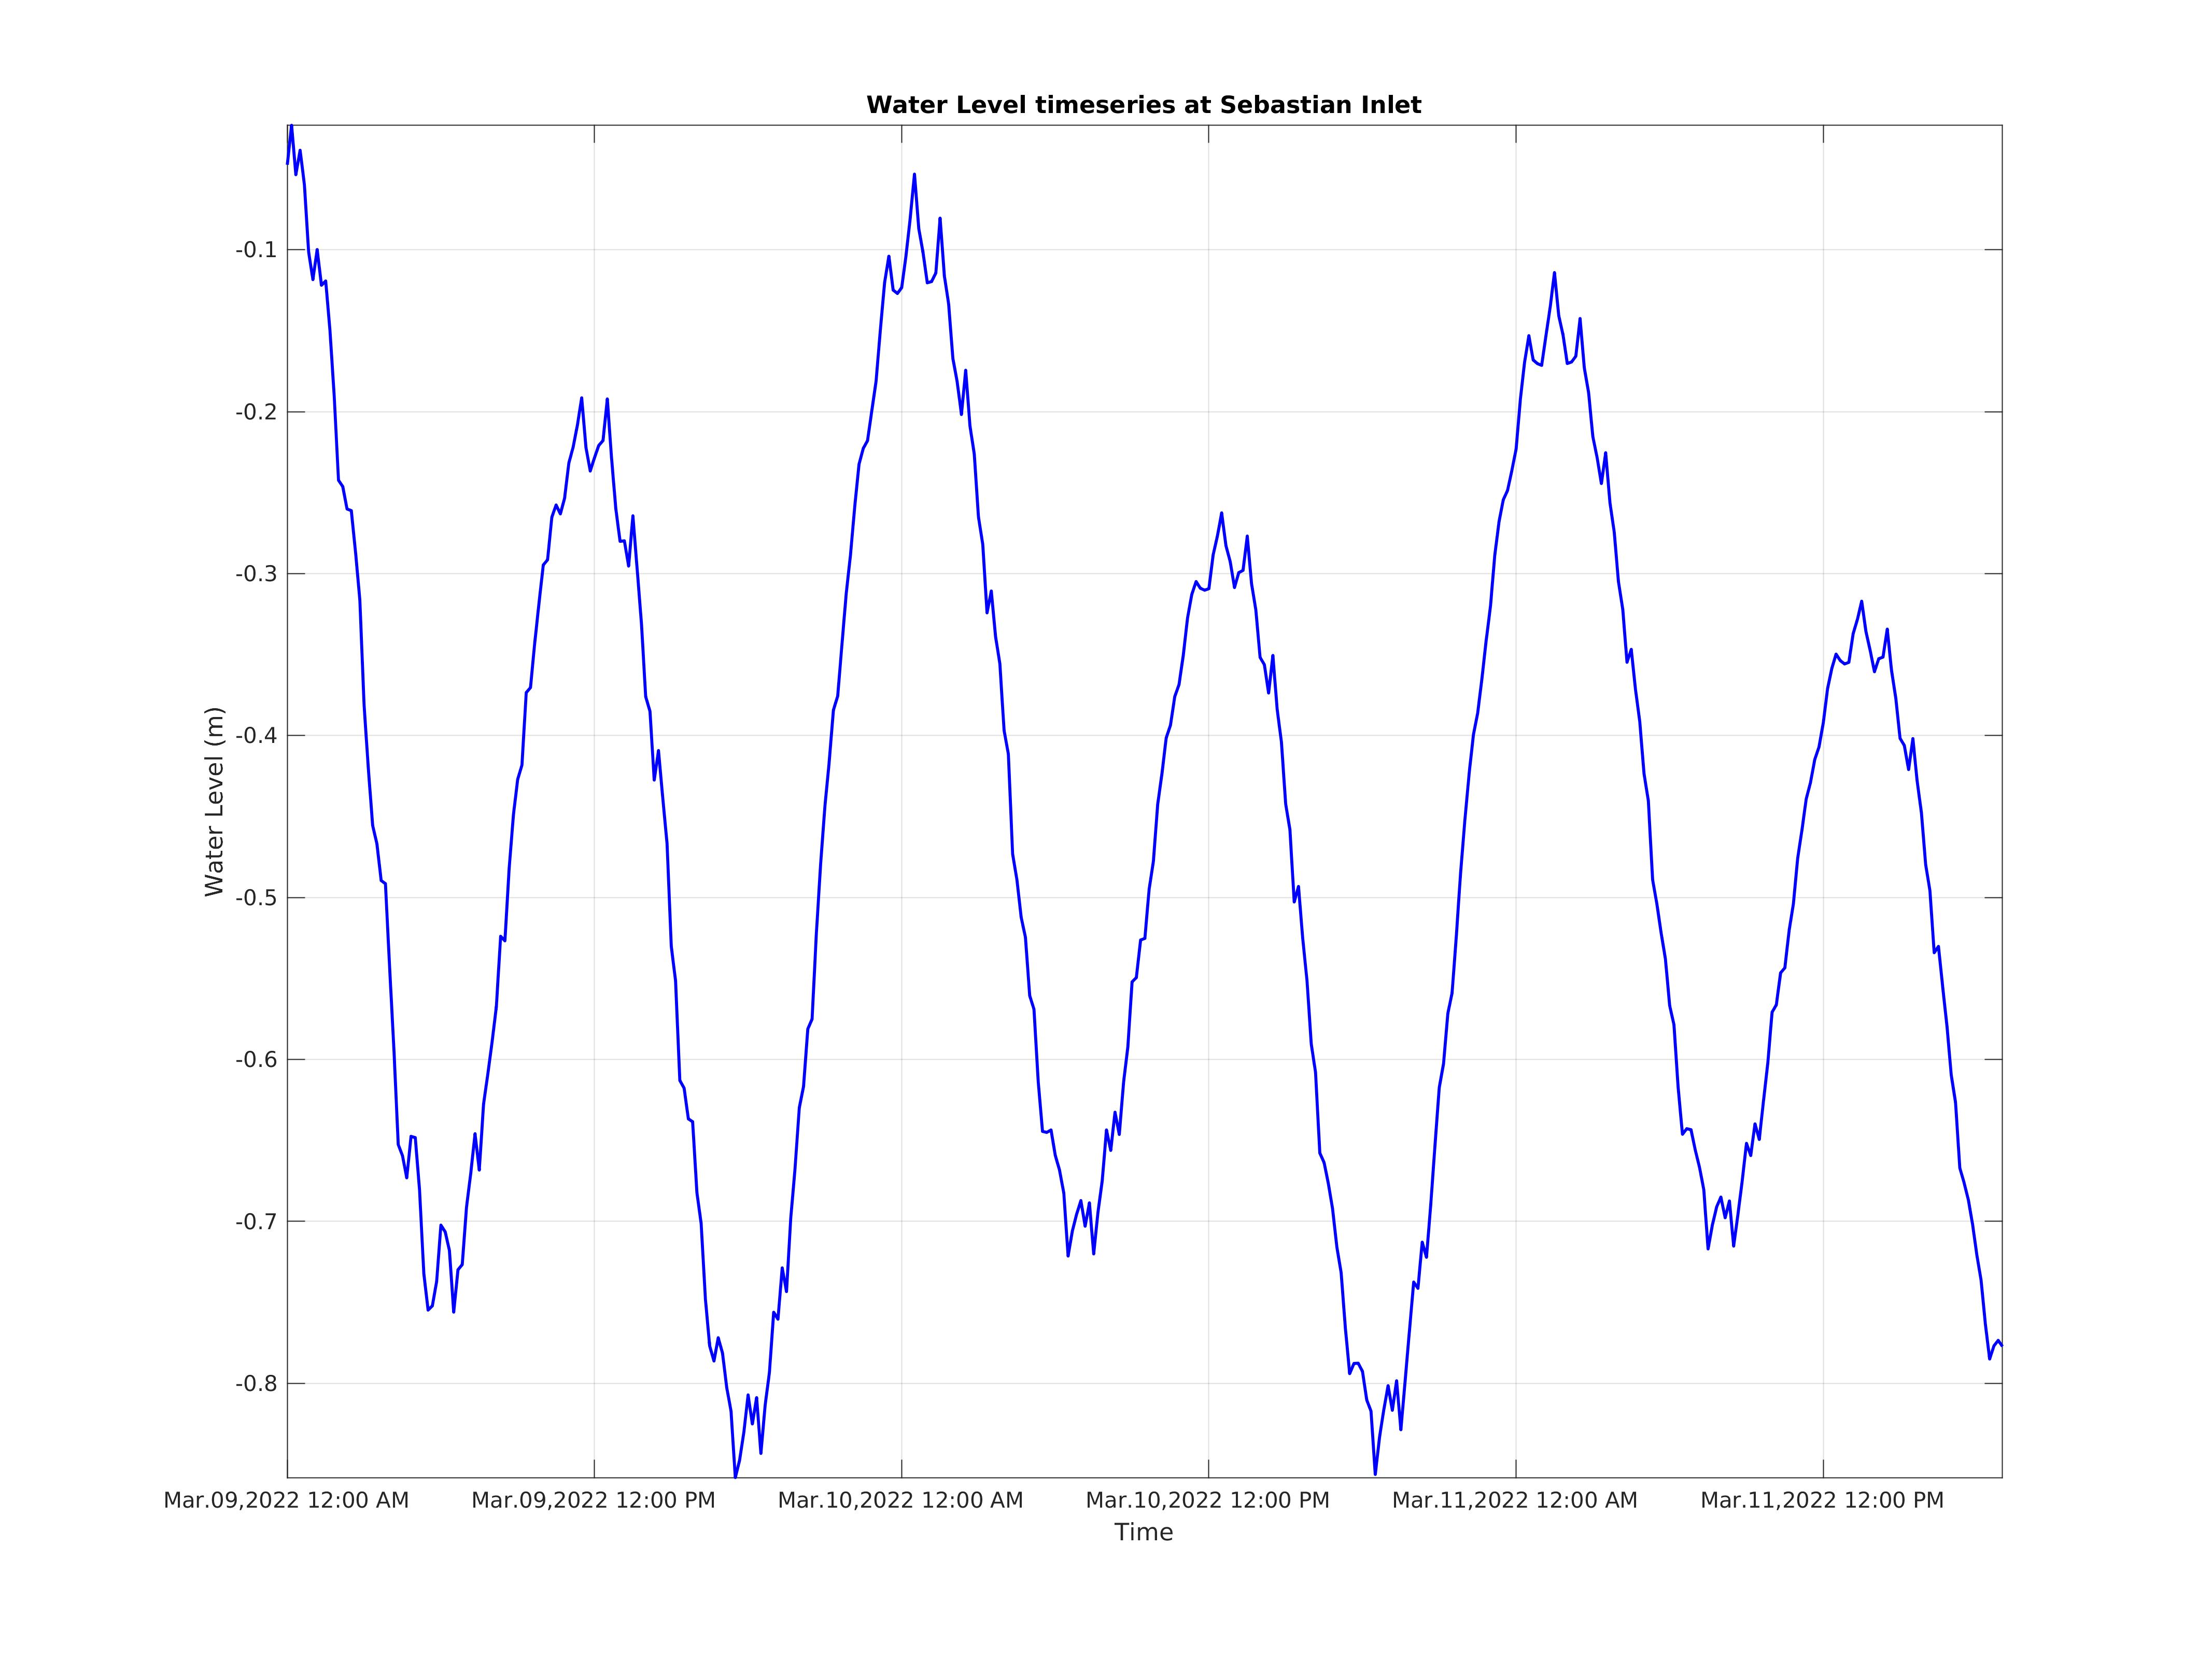 Water Level timeseries at Sebastian Inlet
-0.1
-0.2
-0.3
-0.4
-0.5
-0.6
-0.7
-0.8
Water Level (m)
Mar.09,2022 12:00 AM Mar.09,2022 12:00 PM Mar.10,2022 12:00 AM Mar.10,2022 12:00 PM Mar.11,2022 12:00 AM Mar.11,2022 12:00 PM
Time